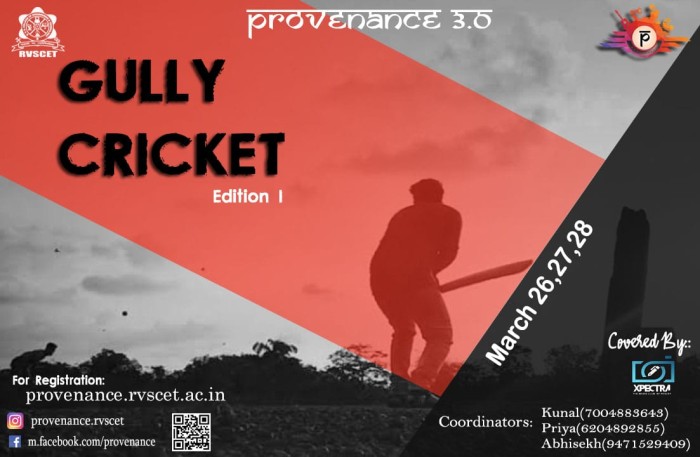 PROVENANCE 3.0
RVSCET
GULLY
CRICKET
Edition I
March 26,27,28
Covered By::
XPECTRA
For Registration:
provenance.rvscet.ac.in
provenance.rvscet
m.facebook.com/provenance
Coordinators:
Kunal(7004883643)
Priya(6204892855)
Abhisekh(9471529409)